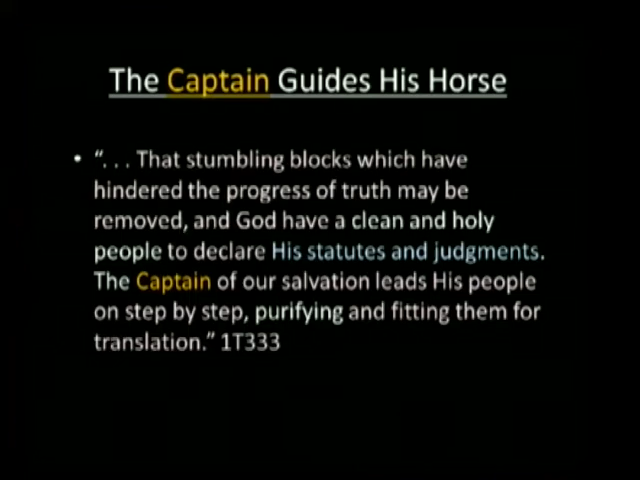 The Captain Guides His Horse
• “. . . That stumbling blocks which have
hindered the progress of truth may be
removed, and God have a clean and holy
people to declare His statutes and judgments.
The Captain of our salvation leads His people
on step by step, purifying and fitting them for
translation.” 1T333